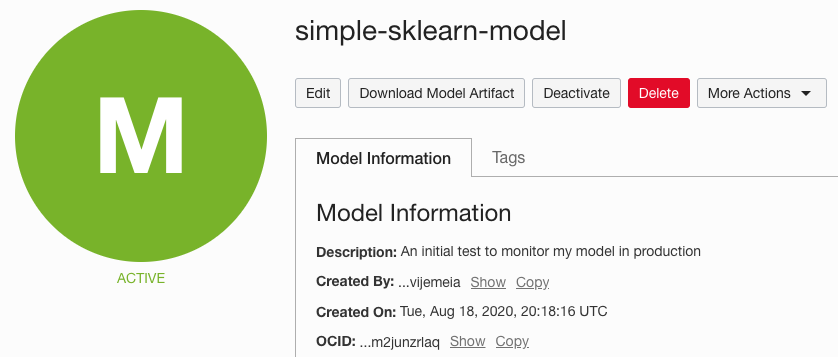 M
ACTIVE
simple-sklearn-model
Edit Download Model Artifact Deactivate Delete More Actions
Model Information Tags
Model Information
Description: An initial test to monitor my model in production
Created By: ...vijemeia Show Copy
Created On: Tue, Aug 18, 2020, 20:18:16 UTC
OCID: ...m2junzrlaq Show Copy